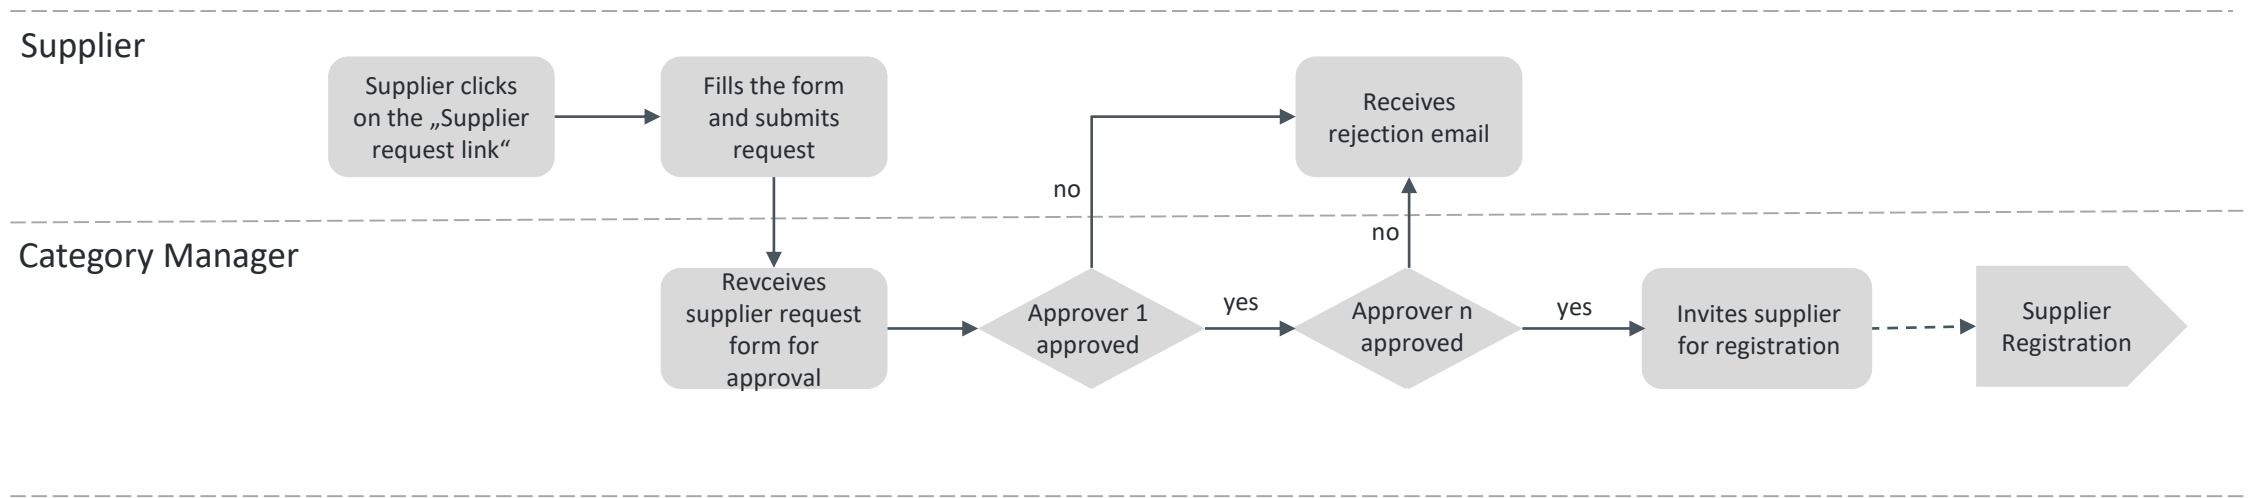 Supplier
Supplier clicks
on the „Supplier
request link“
Fills the form
and submits
request
Receives
rejection email
no
no
Category Manager
Revceives
supplier request
form for
approval
Approver 1
approved
yes
Approver n
approved
yes
Invites supplier
for registration
Supplier
Registration